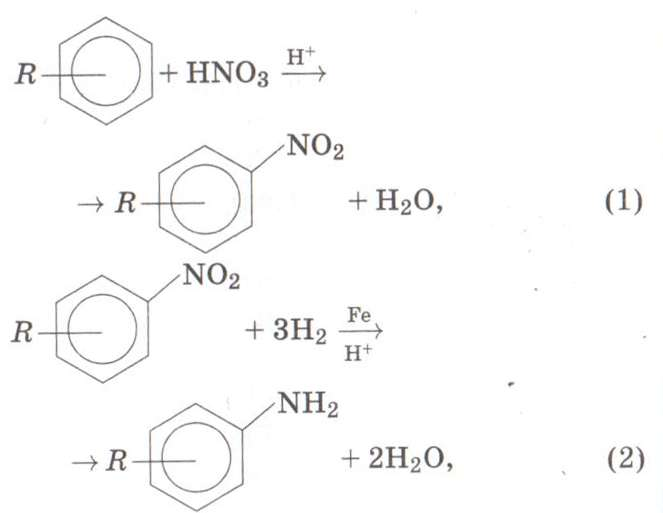 R + HNO₃ H⁺ →
→ R NO₂ + H₂O, (1)
R NO₂ + 3H₂ Fe → H⁺
→ R NH₂ + 2H₂O, (2)